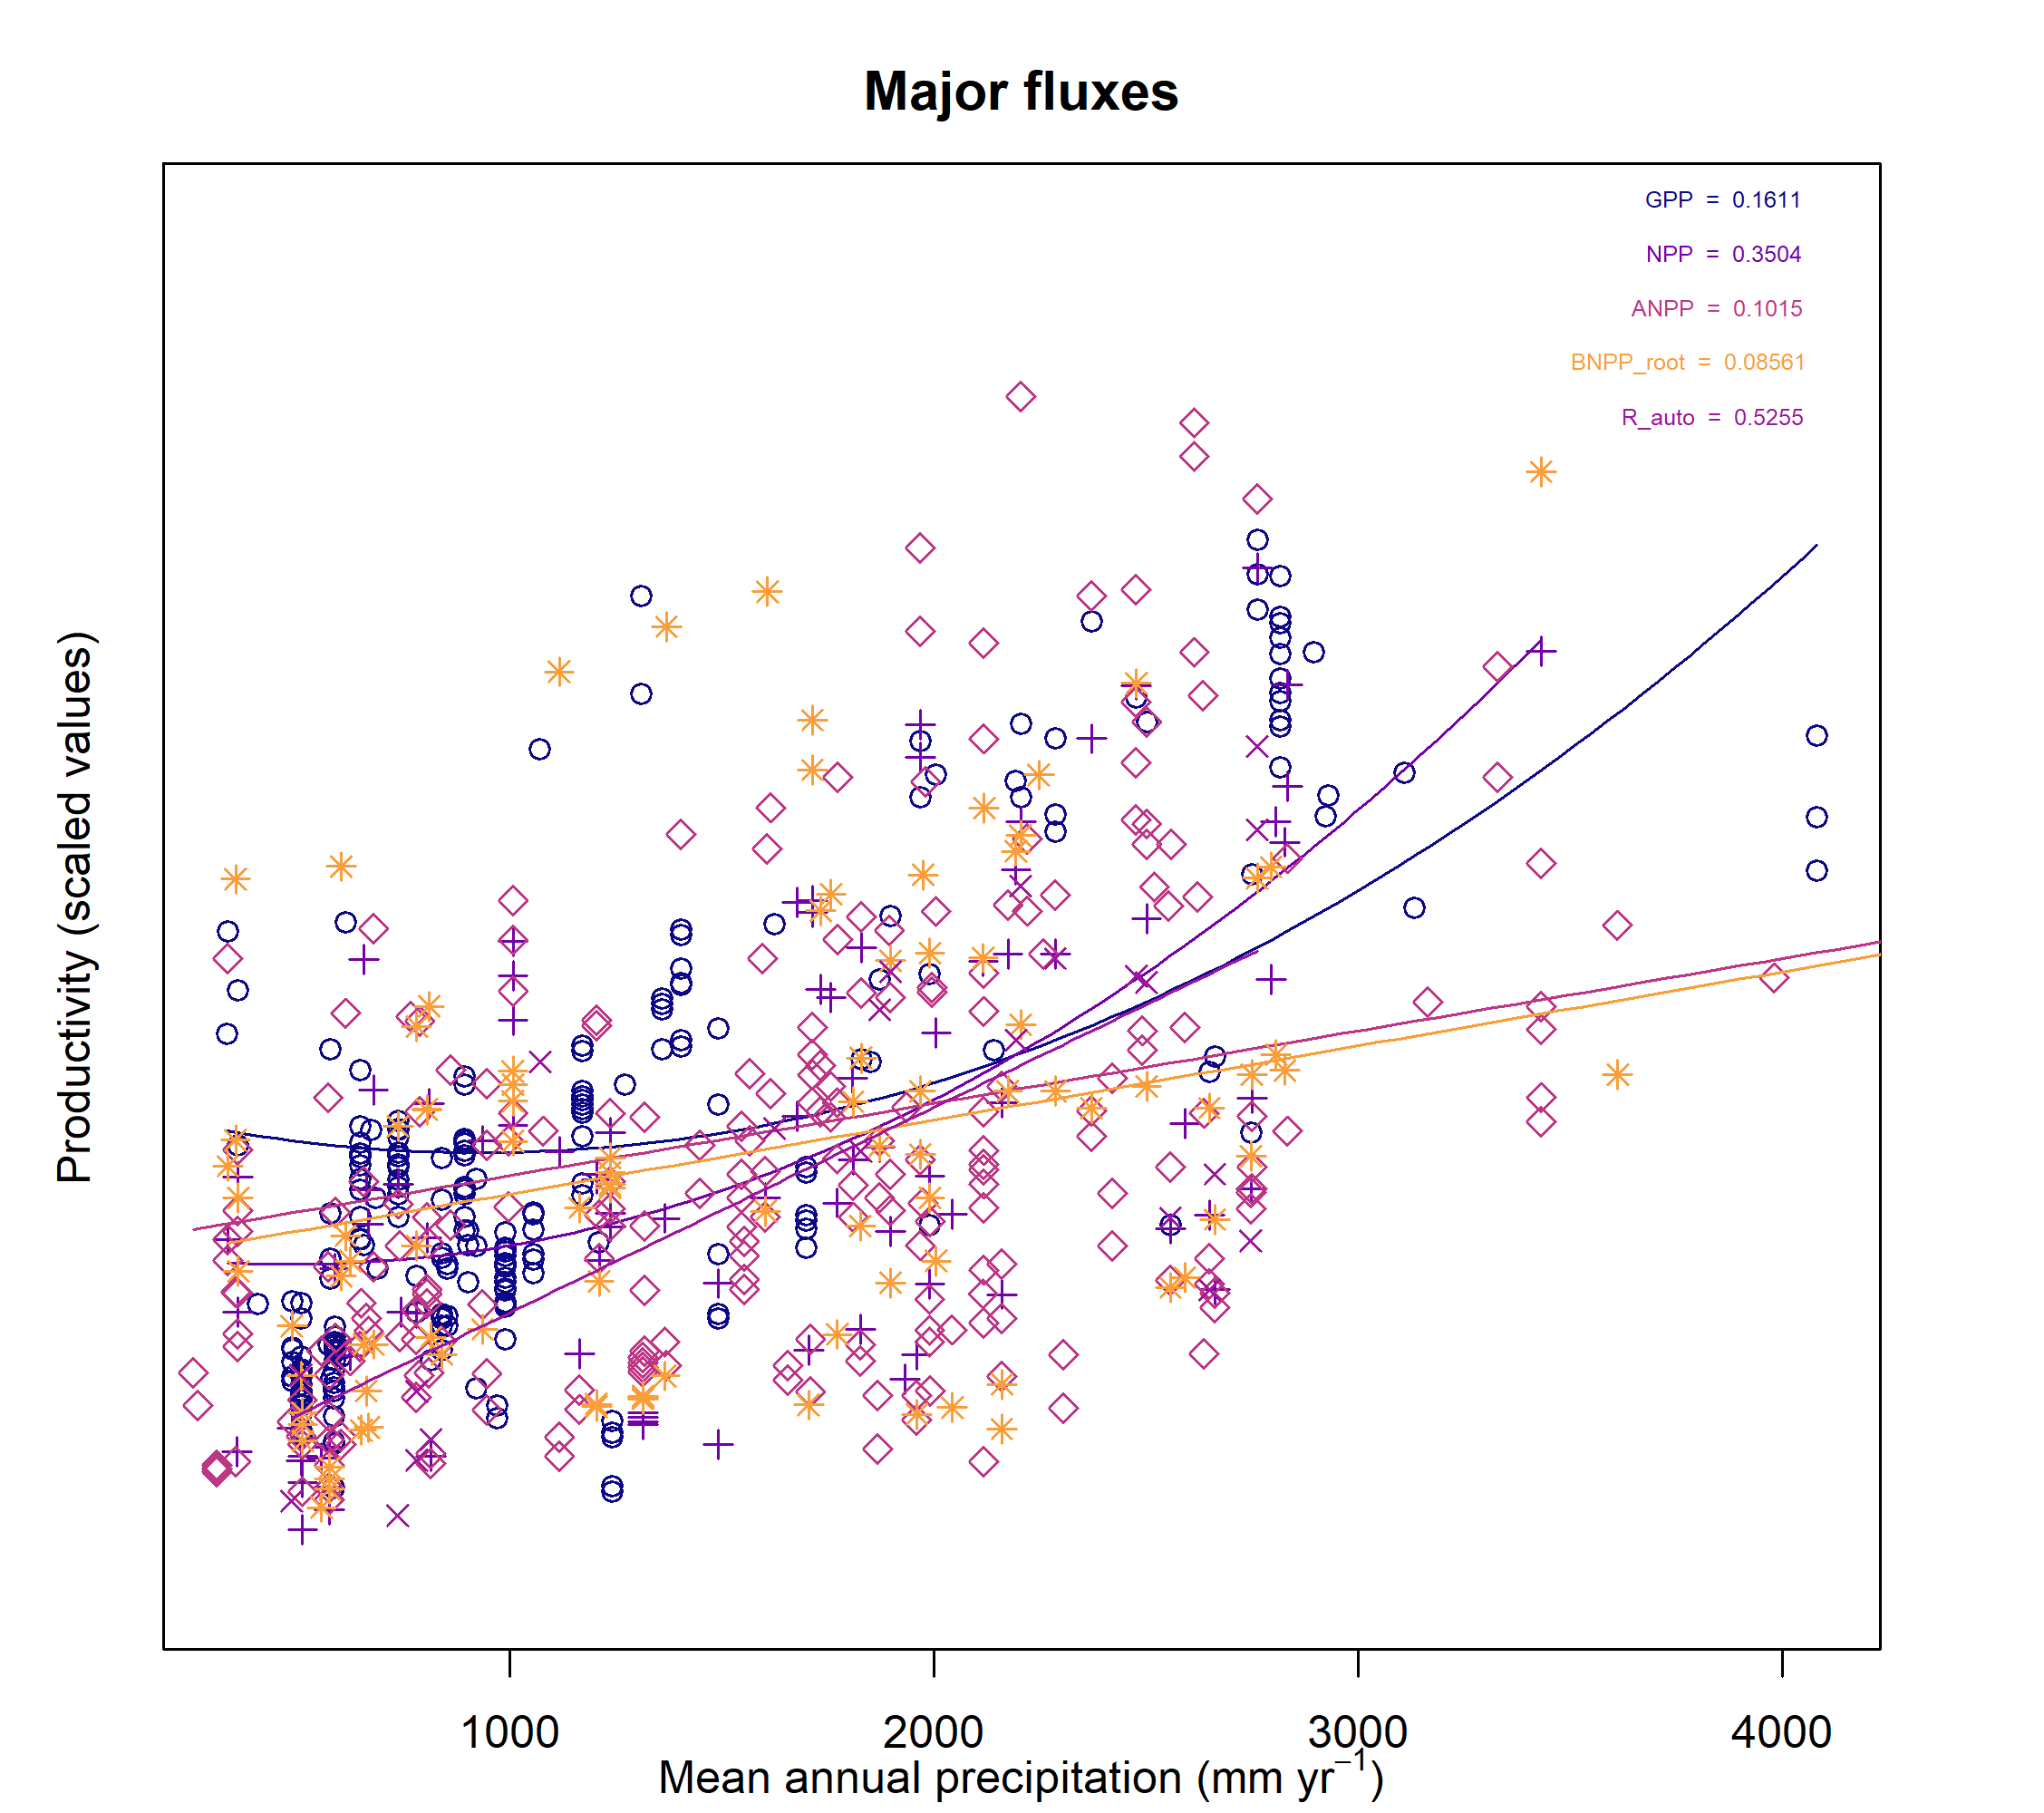 Major fluxes
GPP = 0.1611
NPP = 0.3504
ANPP = 0.1015
BNPP_root = 0.08561
R_auto = 0.5255
Productivity (scaled values)
1000 2000 3000 4000
Mean annual precipitation (mm yr⁻¹)